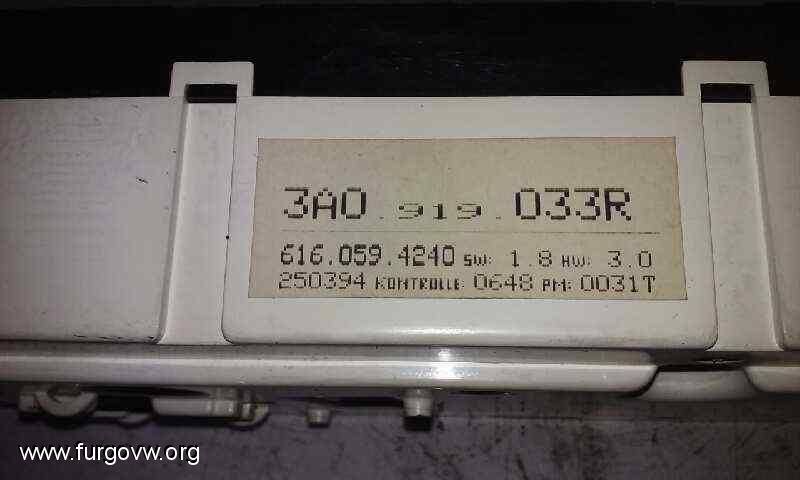 3A0.919.033R
616.059.4240 SW: 1.8 HW: 3.0
250394 KONTROLLE: 0648 PM: 0031T
www.furgovw.org